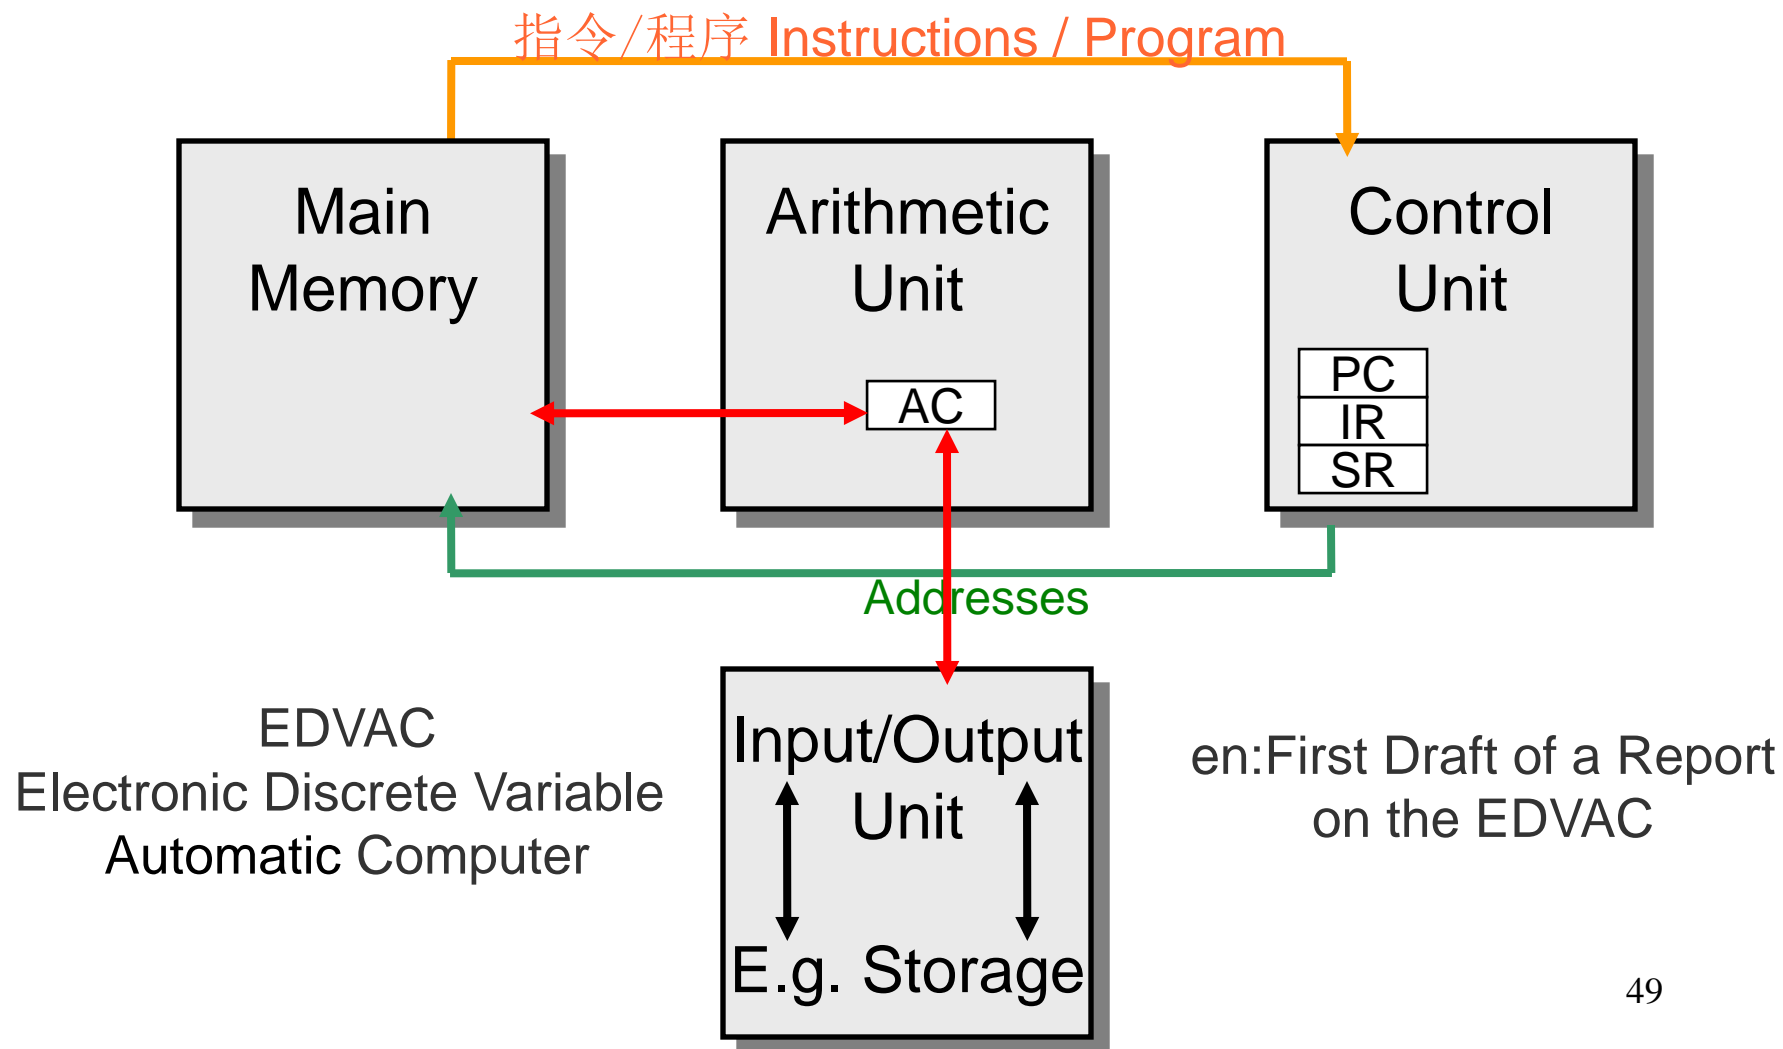 指令/程序 Instructions / Program
Main
Memory
Arithmetic
Unit
AC
Control
Unit
PC
IR
SR
Addresses
EDVAC
Electronic Discrete Variable
Automatic Computer
Input/Output
Unit
E.g. Storage
en:First Draft of a Report
on the EDVAC
49